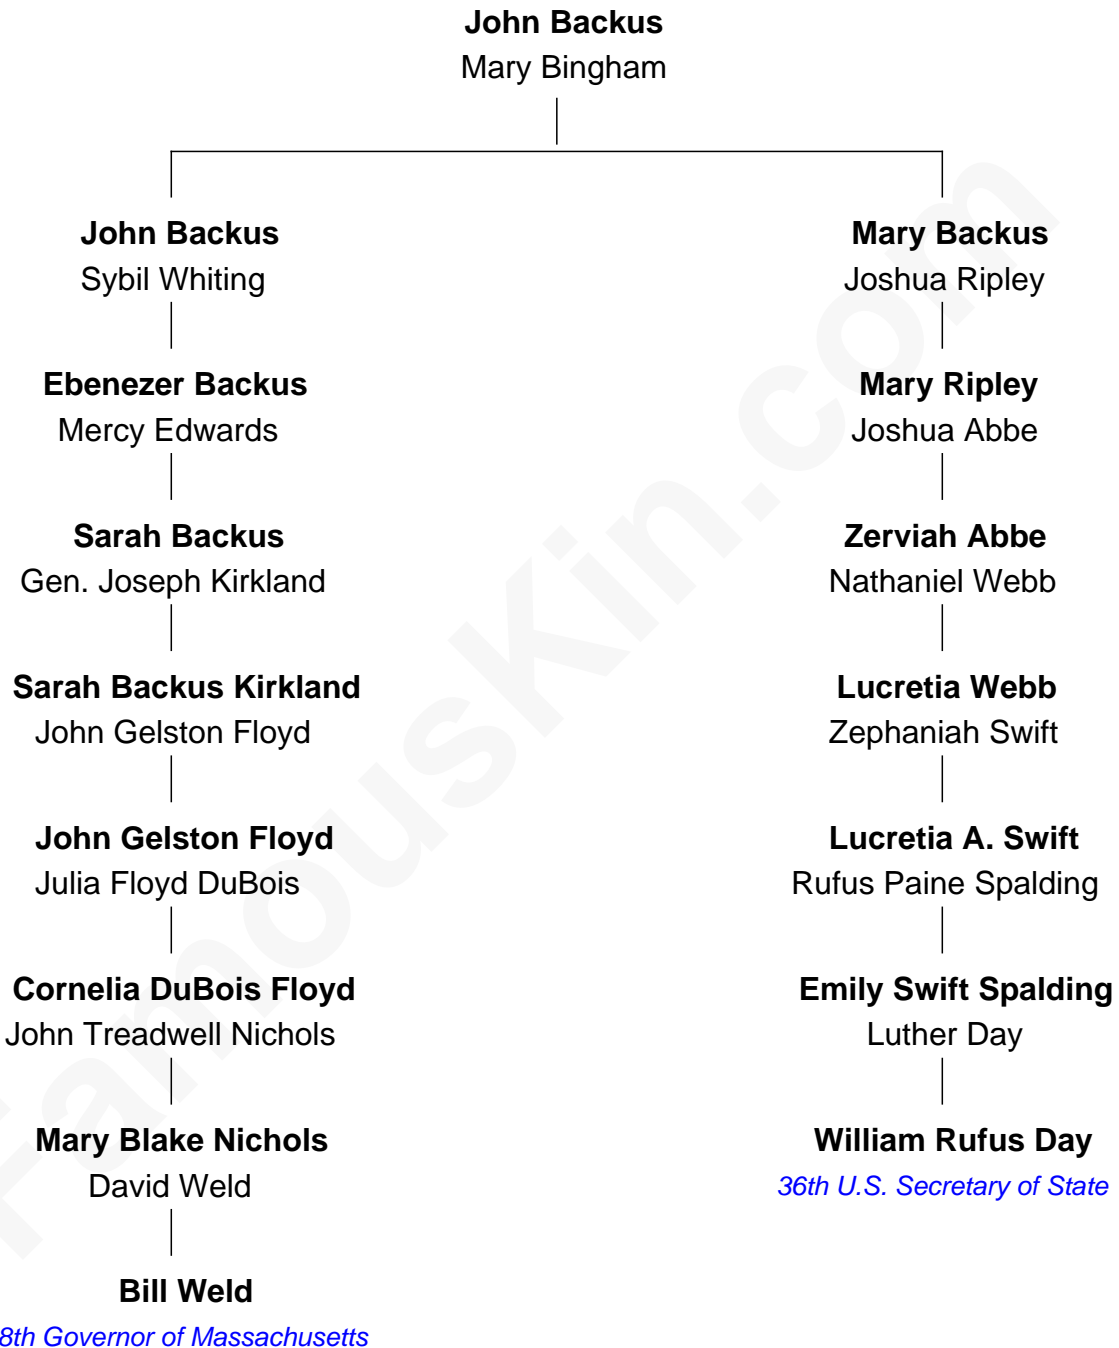 John Backus
Mary Bingham
John Backus
Sybil Whiting
Mary Backus
Joshua Ripley
Ebenezer Backus
Mercy Edwards
Mary Ripley
Joshua Abbe
Sarah Backus
Gen. Joseph Kirkland
Zerviah Abbe
Nathaniel Webb
Sarah Backus Kirkland
John Gelston Floyd
Lucretia Webb
Zephaniah Swift
John Gelston Floyd
Julia Floyd DuBois
Lucretia A. Swift
Rufus Paine Spalding
Cornelia DuBois Floyd
John Treadwell Nichols
Emily Swift Spalding
Luther Day
Mary Blake Nichols
David Weld
William Rufus Day
36th U.S. Secretary of State
Bill Weld
8th Governor of Massachusetts
FamousKin.com